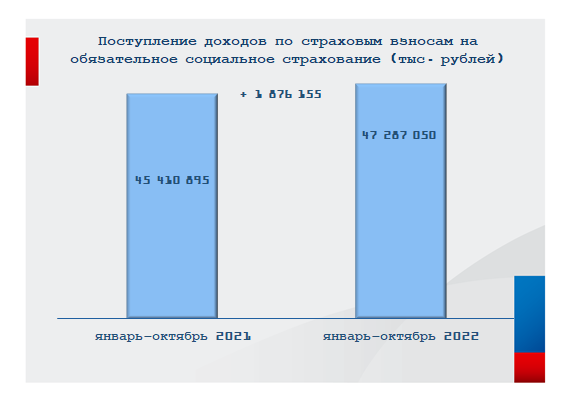 Поступление доходов по страховым взносам на
обязательное социальное страхование (тыс. рублей)
+ 1 876 155
47 287 050
45 410 895
январь-октябрь 2021
январь-октябрь 2022